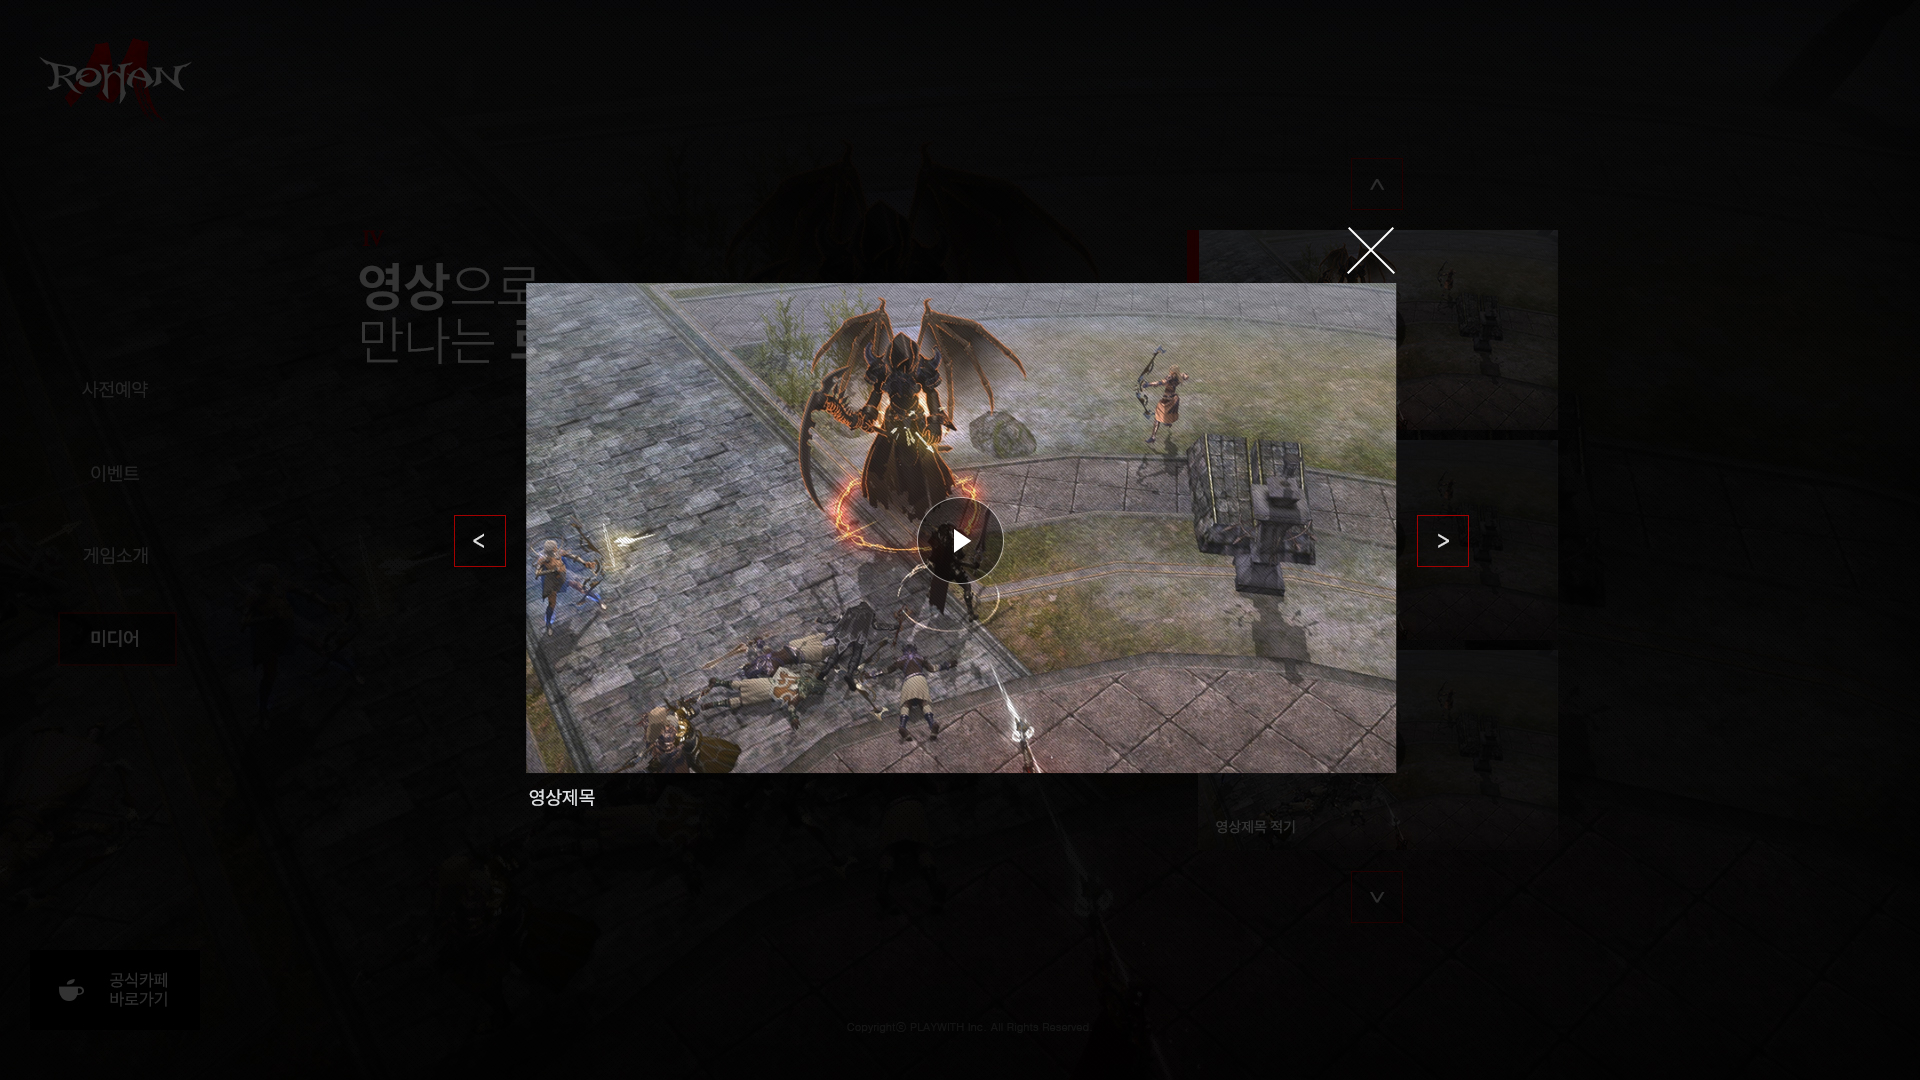 ROHAN M
영상으로
만나는
사전예약
이벤트
게임소개
미디어
<
>
영상제목
영상제목 적기
공식카페
바로가기
Copyrightⓒ PLAYWITH Inc. All Rights Reserved.